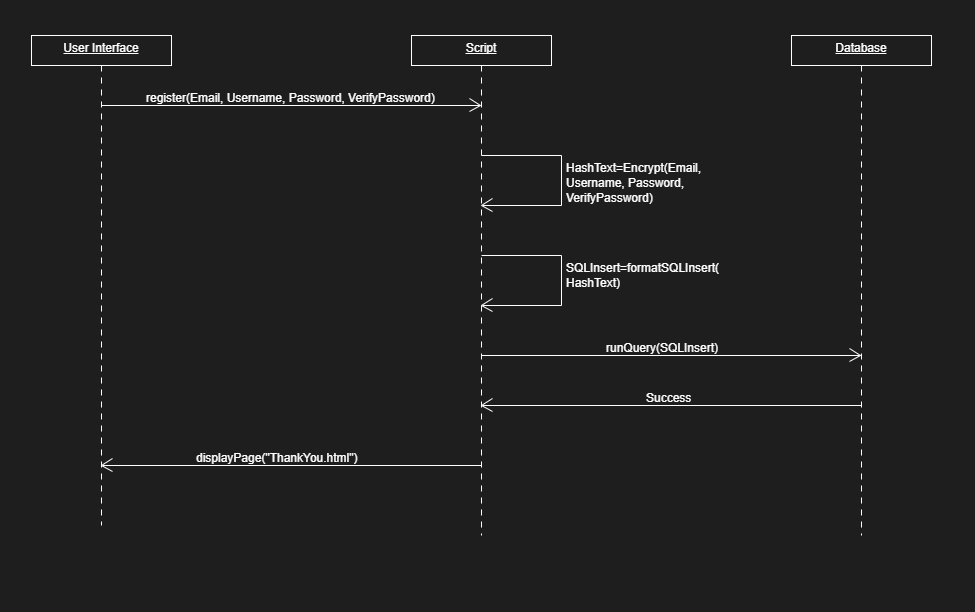 User Interface
Script
Database
register(Email, Username, Password, VerifyPassword)
HashText=Encrypt(Email,
Username, Password,
VerifyPassword)
SQLInsert=formatSQLInsert(
HashText)
runQuery(SQLInsert)
Success
displayPage("ThankYou.html")